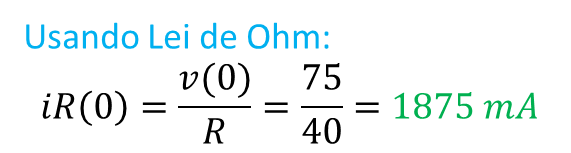 Usando Lei de Ohm:
iR(0) = v(0)/R = 75/40 = 1875 mA